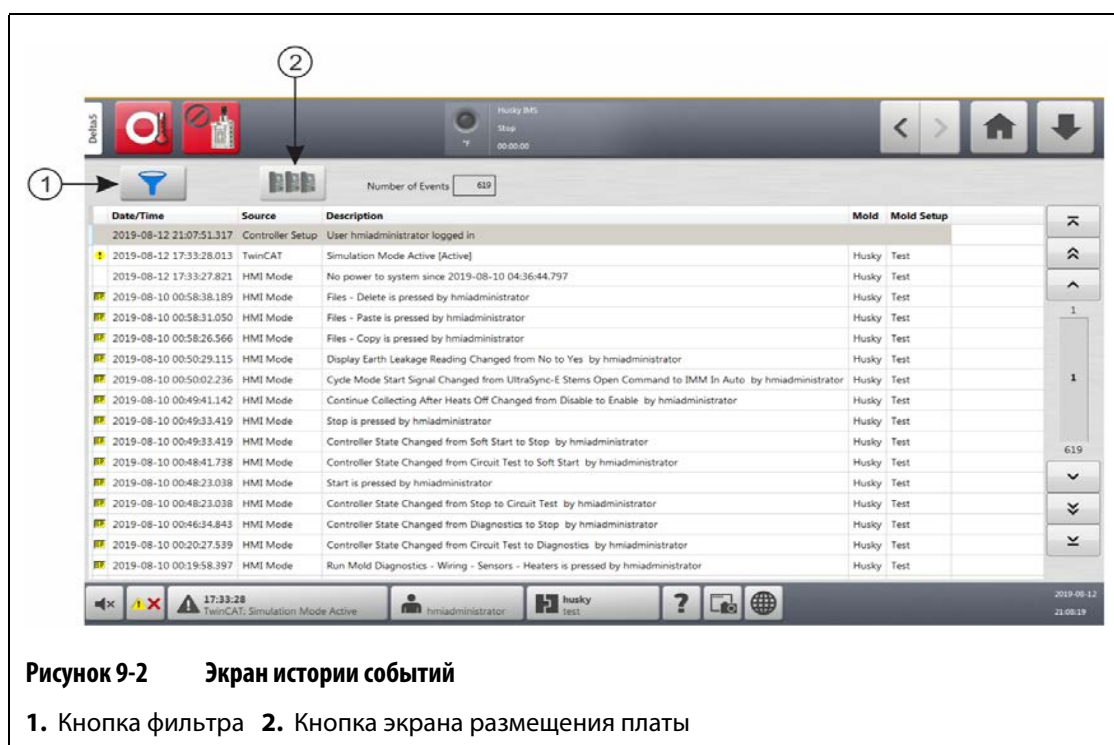 2
1
Delta5
Husky IMS
Stop
°F 00:00:00
Number of Events 619
Date/Time Source Description Mold Mold Setup
2019-08-12 21:07:51.317 Controller Setup User hmiadministrator logged in
2019-08-12 17:33:28.013 TwinCAT Simulation Mode Active [Active] Husky Test
2019-08-12 17:33:27.821 HMI Mode No power to system since 2019-08-10 04:36:44.797 Husky Test
2019-08-10 00:58:38.189 HMI Mode Files - Delete is pressed by hmiadministrator Husky Test
2019-08-10 00:58:31.050 HMI Mode Files - Paste is pressed by hmiadministrator Husky Test
2019-08-10 00:58:26.566 HMI Mode Files - Copy is pressed by hmiadministrator Husky Test
2019-08-10 00:50:29.115 HMI Mode Display Earth Leakage Reading Changed from No to Yes by hmiadministrator Husky Test
2019-08-10 00:50:02.236 HMI Mode Cycle Mode Start Signal Changed from UltraSync-E Stems Open Command to IMM In Auto by hmiadministrator Husky Test
2019-08-10 00:49:41.142 HMI Mode Continue Collecting After Heats Off Changed from Disable to Enable by hmiadministrator Husky Test
2019-08-10 00:49:33.419 HMI Mode Stop is pressed by hmiadministrator Husky Test
2019-08-10 00:49:33.419 HMI Mode Controller State Changed from Soft Start to Stop by hmiadministrator Husky Test
2019-08-10 00:48:41.738 HMI Mode Controller State Changed from Circuit Test to Soft Start by hmiadministrator Husky Test
2019-08-10 00:48:23.038 HMI Mode Start is pressed by hmiadministrator Husky Test
2019-08-10 00:48:23.038 HMI Mode Controller State Changed from Stop to Circuit Test by hmiadministrator Husky Test
2019-08-10 00:46:34.843 HMI Mode Controller State Changed from Diagnostics to Stop by hmiadministrator Husky Test
2019-08-10 00:20:27.539 HMI Mode Controller State Changed from Circuit Test to Diagnostics by hmiadministrator Husky Test
2019-08-10 00:19:58.397 HMI Mode Run Mold Diagnostics - Wiring - Sensors - Heaters is pressed by hmiadministrator Husky Test
1
1
619
17:33:28
TwinCAT: Simulation Mode Active
hmiadministrator
husky
test
?
2019-08-12
21:08:19
Рисунок 9-2 Экран истории событий
1. Кнопка фильтра 2. Кнопка экрана размещения платы